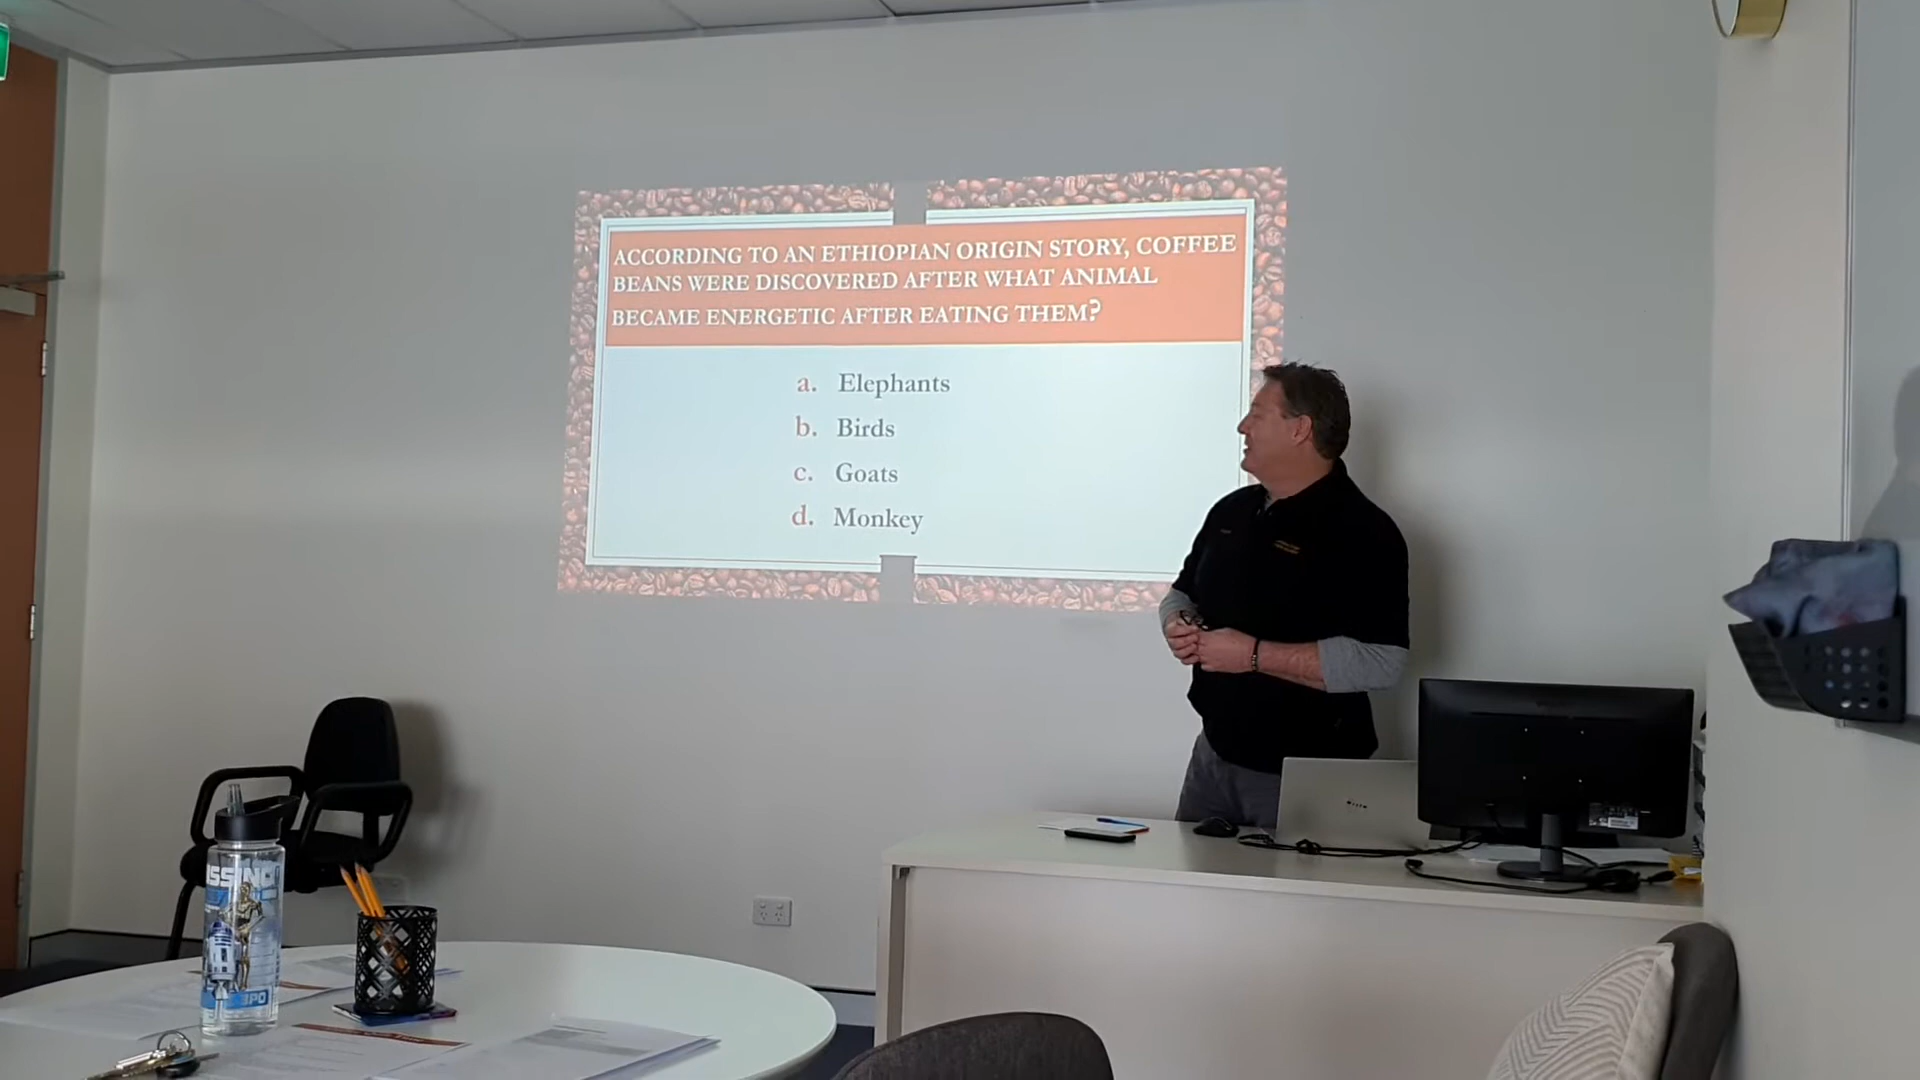 ACCORDING TO AN ETHIOPIAN ORIGIN STORY, COFFEE
BEANS WERE DISCOVERED AFTER WHAT ANIMAL
BECAME ENERGETIC AFTER EATING THEM?
a. Elephants
b. Birds
c. Goats
d. Monkey
3PO